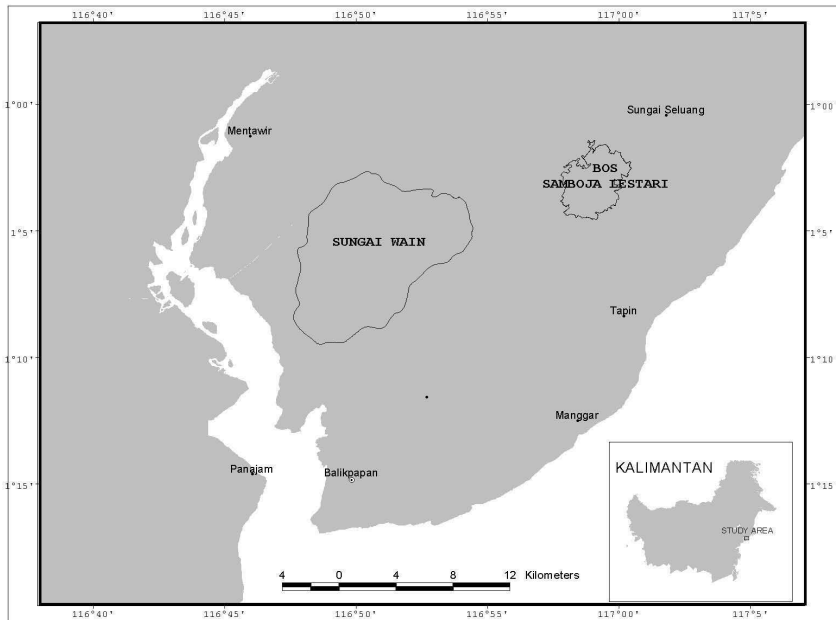 116°40' 116°45' 116°50' 116°55' 117°00' 117°5'
1°00' 1°00'
Sungai Seluang
Mentawir
BOS
SAMBOJA LESTARI
1°5' 1°5'
SUNGAI WAIN
Tapin
1°10' 1°10'
Manggar
Panajam
Balikpapan
1°15' 1°15'
KALIMANTAN
STUDY AREA
4 0 4 8 12 Kilometers
116°40' 116°45' 116°50' 116°55' 117°00' 117°5'